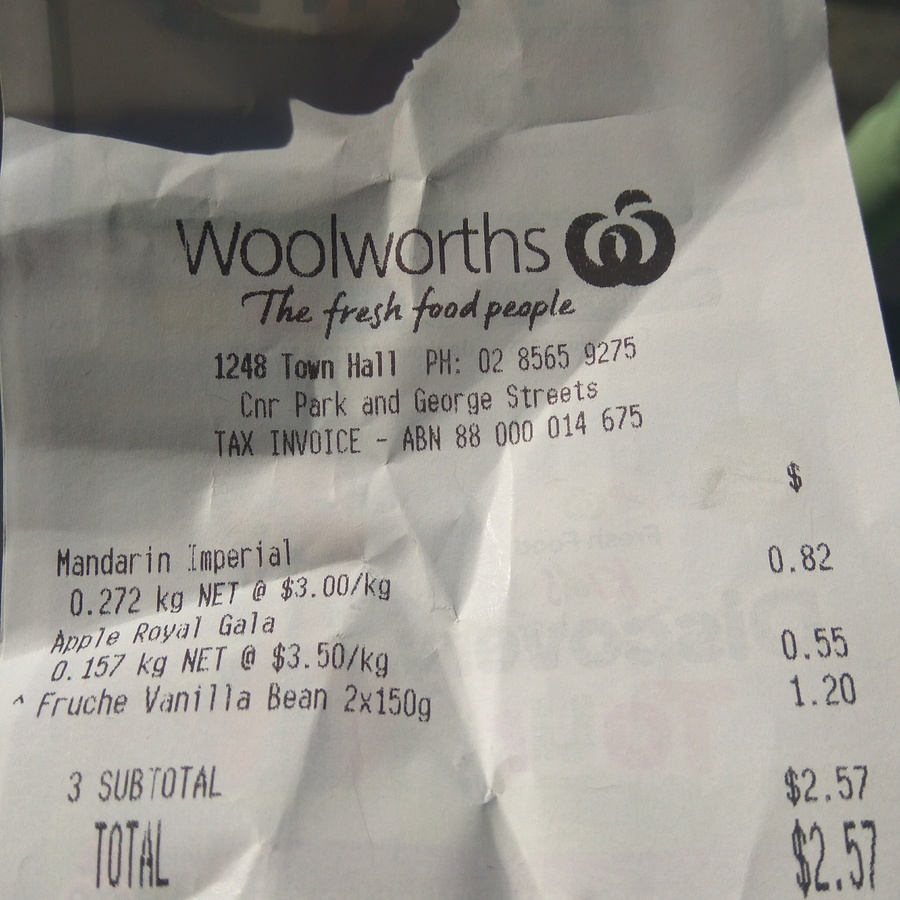 Woolworths
The fresh food people
1248 Town Hall PH: 02 8565 9275
Cnr Park and George Streets
TAX INVOICE - ABN 88 000 014 675
$
Mandarin Imperial
0.272 kg NET @ $3.00/kg 0.82
Apple Royal Gala
0.157 kg NET @ $3.50/kg 0.55
^ Fruche Vanilla Bean 2x150g 1.20
3 SUBTOTAL $2.57
TOTAL $2.57